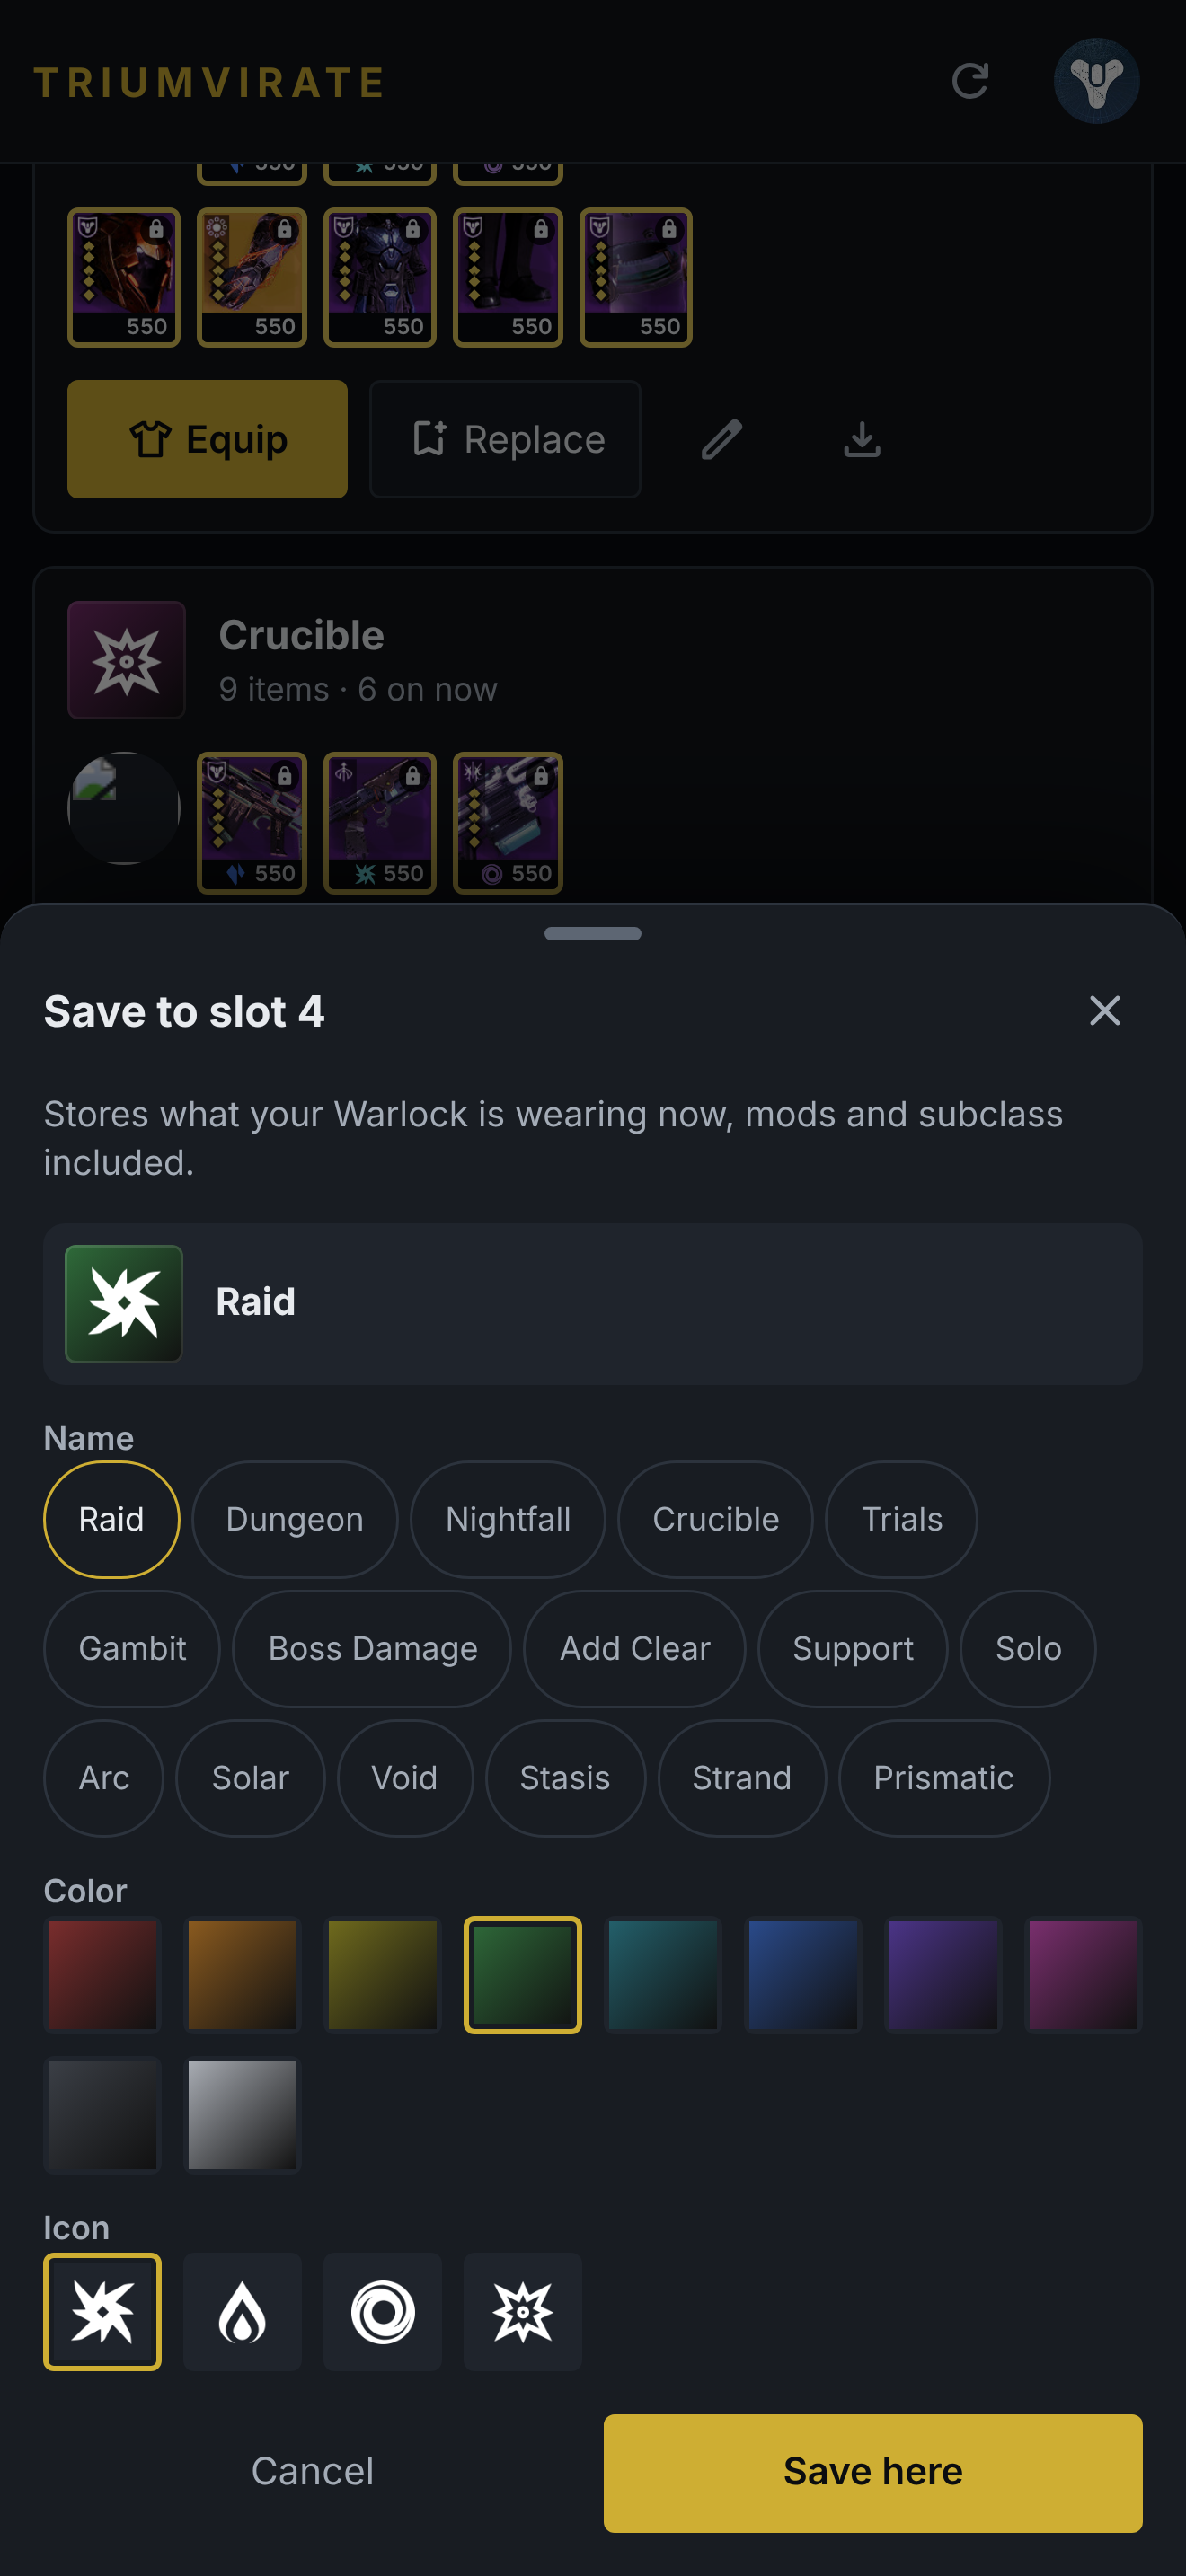 TRIUMVIRATE
550 550 550
550 550 550 550 550
Equip Replace
Crucible
9 items · 6 on now
550 550 550
Save to slot 4
Stores what your Warlock is wearing now, mods and subclass
included.
Raid
Name
Raid Dungeon Nightfall Crucible Trials
Gambit Boss Damage Add Clear Support Solo
Arc Solar Void Stasis Strand Prismatic
Color
Icon
Cancel Save here